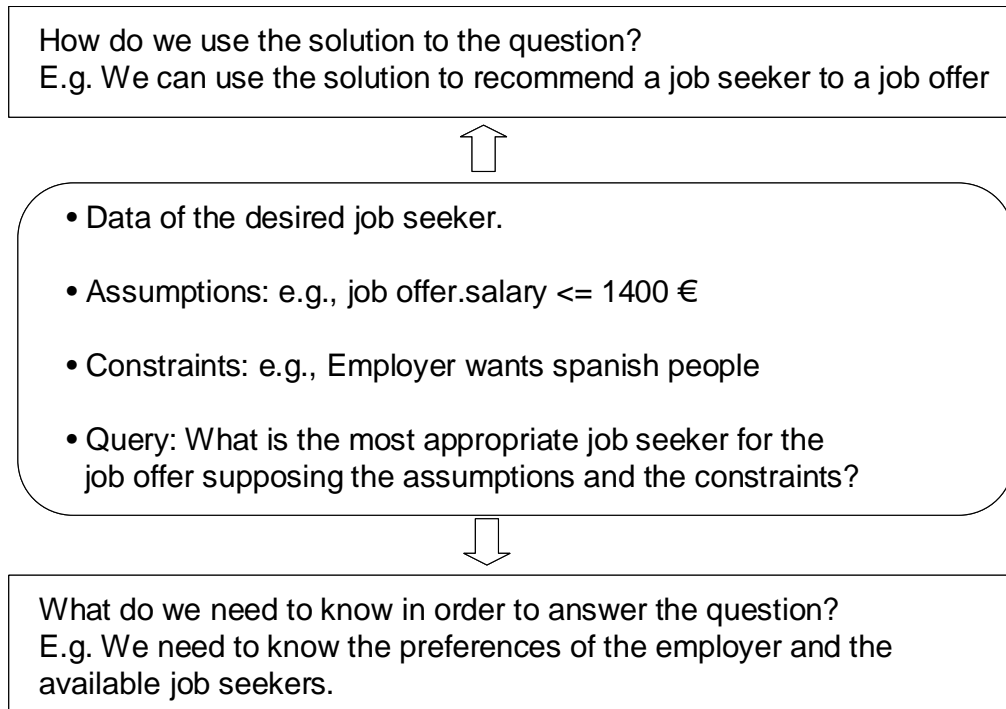 How do we use the solution to the question?
E.g. We can use the solution to recommend a job seeker to a job offer
• Data of the desired job seeker.
• Assumptions: e.g., job offer.salary <= 1400 €
• Constraints: e.g., Employer wants spanish people
• Query: What is the most appropriate job seeker for the
job offer supposing the assumptions and the constraints?
What do we need to know in order to answer the question?
E.g. We need to know the preferences of the employer and the
available job seekers.